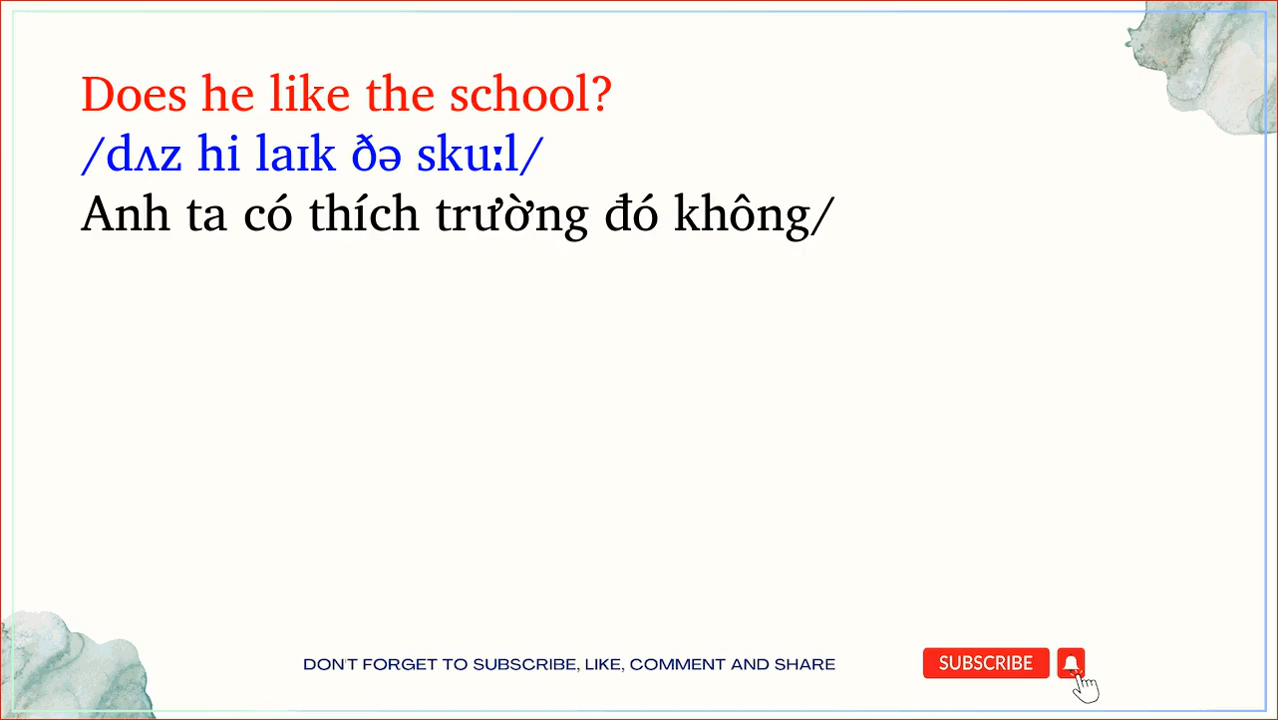 Does he like the school?
/dʌz hi laɪk ðə skuːl/
Anh ta có thích trường đó không/
DON'T FORGET TO SUBSCRIBE, LIKE, COMMENT AND SHARE
SUBSCRIBE